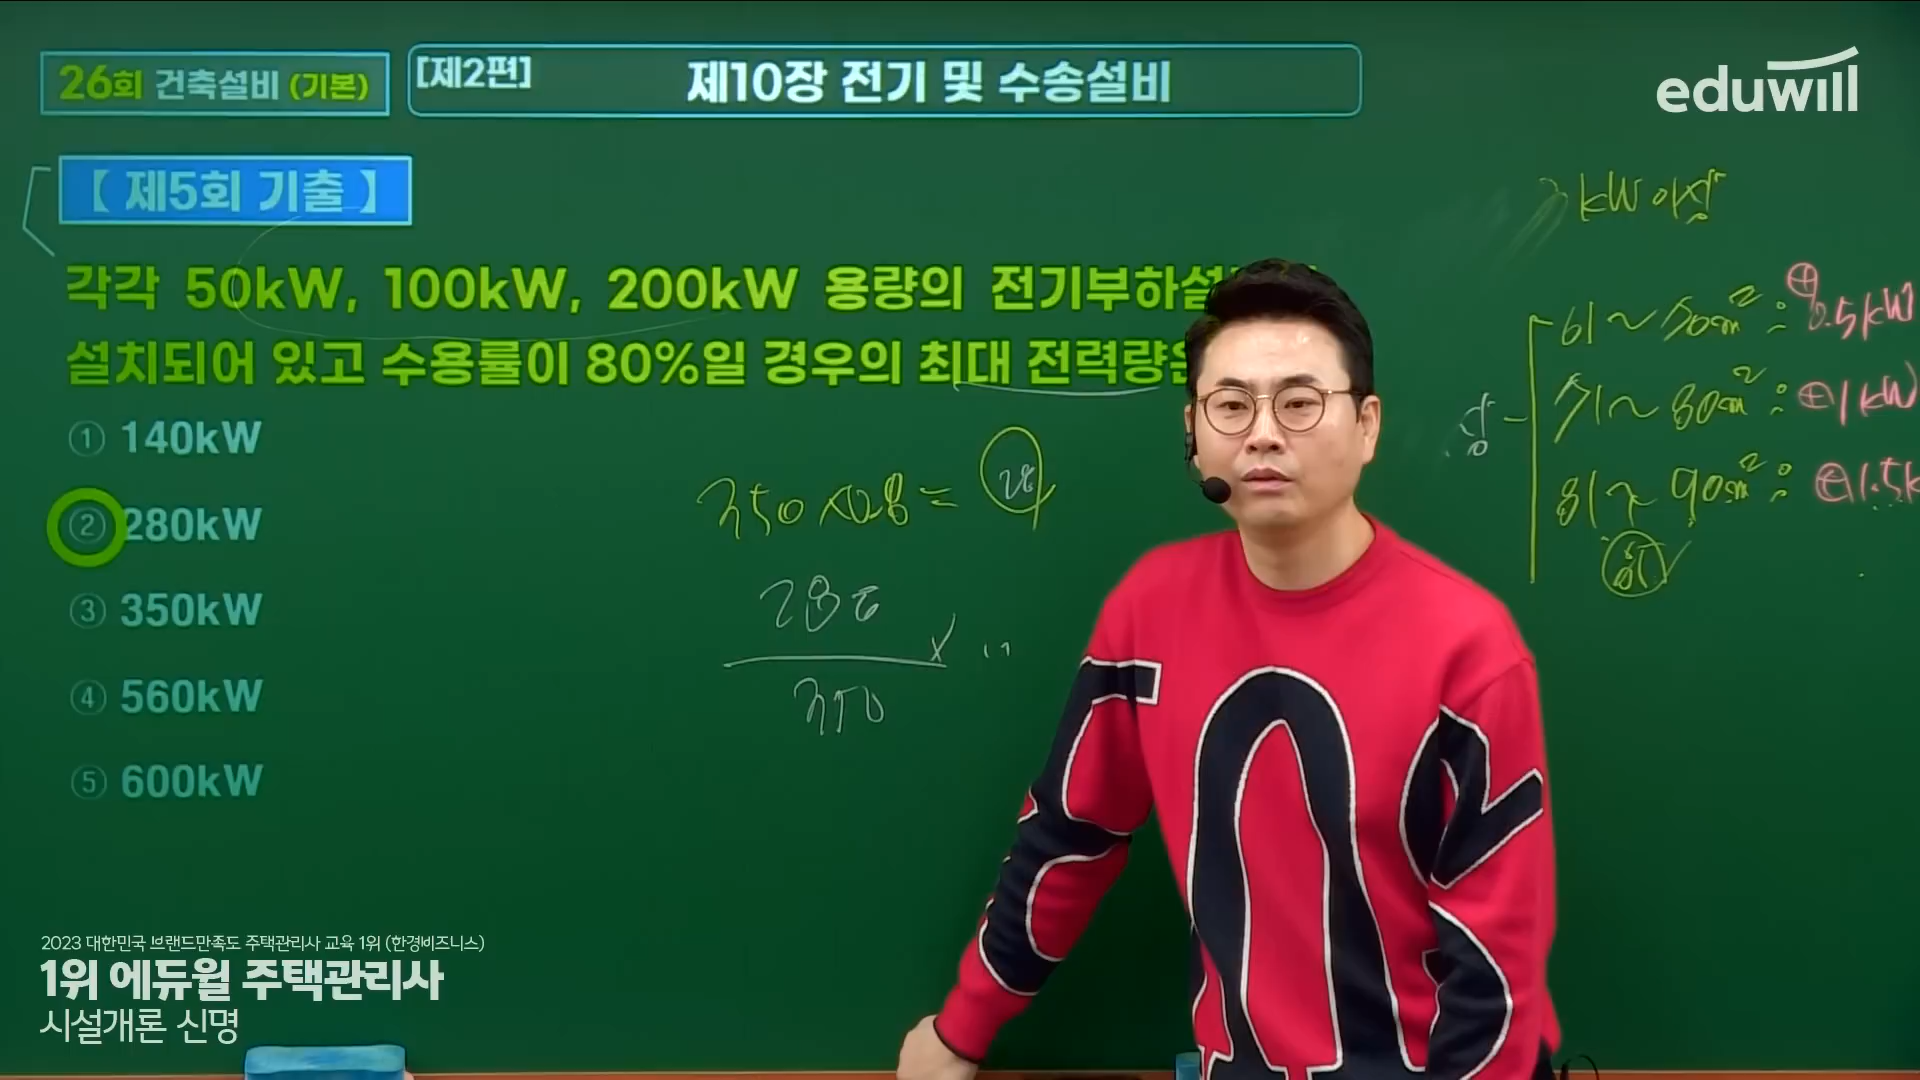 26회 건축설비 (기본)
[제2편] 제10장 전기 및 수송설비
eduwill
【 제5회 기출 】
각각 50kW, 100kW, 200kW 용량의 전기부하설
설치되어 있고 수용률이 80%일 경우의 최대 전력량은
① 140kW
② 280kW
③ 350kW
④ 560kW
⑤ 600kW
350×0.8=
280
350
kW 이상
61~70m² : ⊕0.5kW
71~80m² : ⊕1kW
81~90m² : ⊕1.5k
2023 대한민국 브랜드만족도 주택관리사 교육 1위 (한경비즈니스)
1위 에듀윌 주택관리사
시설개론 신명